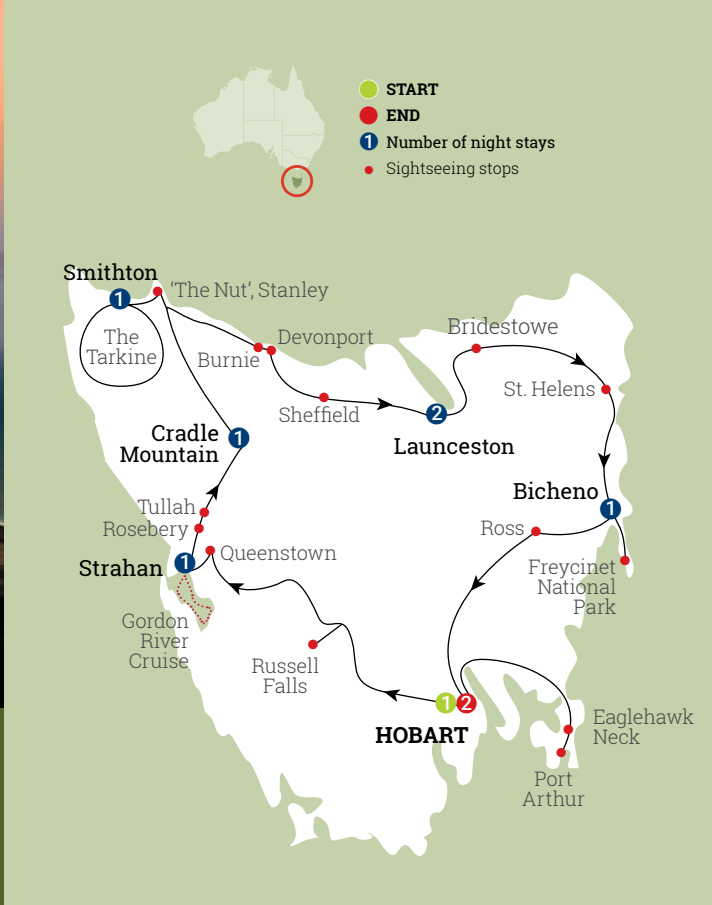 START
END
1 Number of night stays
Sightseeing stops
Smithton
1
'The Nut', Stanley
The
Tarkine
Burnie
Devonport
Sheffield
Bridestowe
St. Helens
2
Launceston
Cradle
Mountain
1
Bicheno
1
Tullah
Rosebery
Ross
Queenstown
Strahan
1
Freycinet
National
Park
Gordon
River
Cruise
Russell
Falls
1
2
HOBART
Eaglehawk
Neck
Port
Arthur